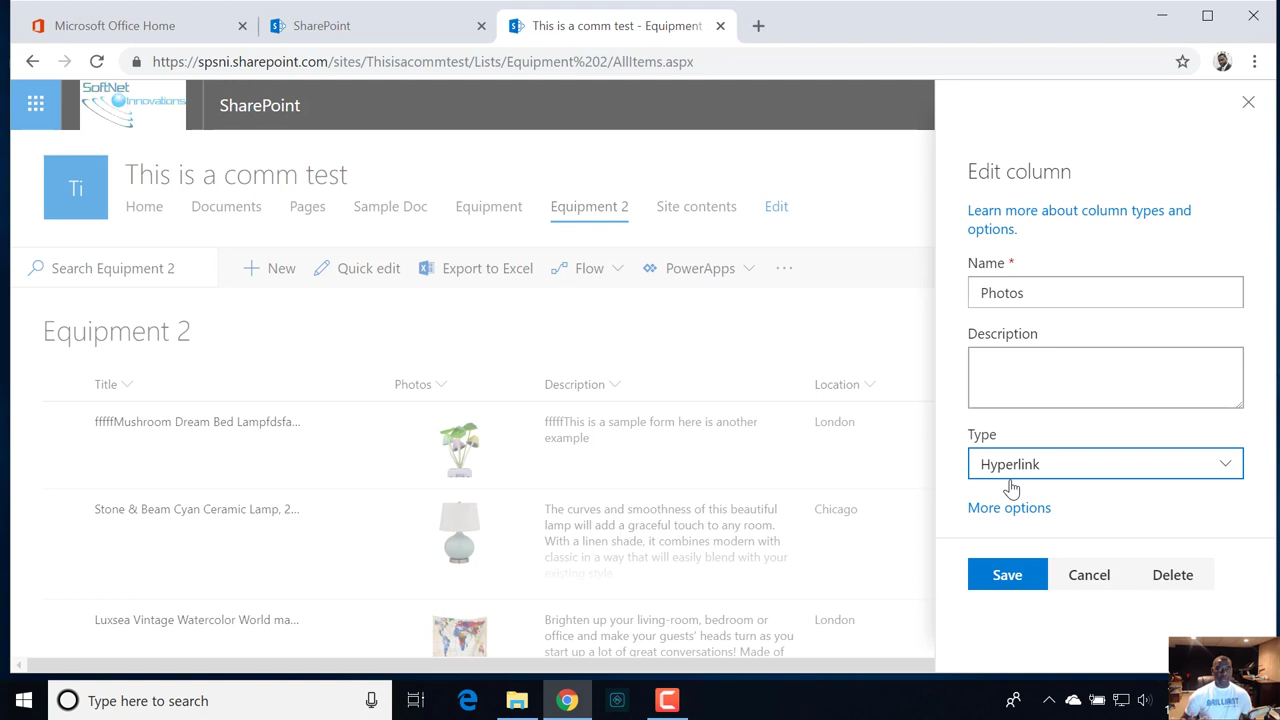 Microsoft Office Home
SharePoint
This is a comm test - Equipment
https://spsni.sharepoint.com/sites/Thisisacommtest/Lists/Equipment%202/AllItems.aspx
SoftNet
Innovations
SharePoint
Ti
This is a comm test
Home
Documents
Pages
Sample Doc
Equipment
Equipment 2
Site contents
Edit
Search Equipment 2
New
Quick edit
Export to Excel
Flow
PowerApps
Equipment 2
Title
Photos
Description
Location
fffffMushroom Dream Bed Lampfdsfa...
fffffThis is a sample form here is another
example
London
Stone & Beam Cyan Ceramic Lamp, 2...
The curves and smoothness of this beautiful
lamp will add a graceful touch to any room.
With a linen shade, it combines modern with
classic in a way that will easily blend with your
existing style
Chicago
Luxsea Vintage Watercolor World ma...
Brighten up your living-room, bedroom or
office and make your guests' heads turn as you
start up a lot of great conversations! Made of
London
Edit column
Learn more about column types and
options.
Name *
Photos
Description
Type
Hyperlink
More options
Save
Cancel
Delete
Type here to search
BRILLIANT